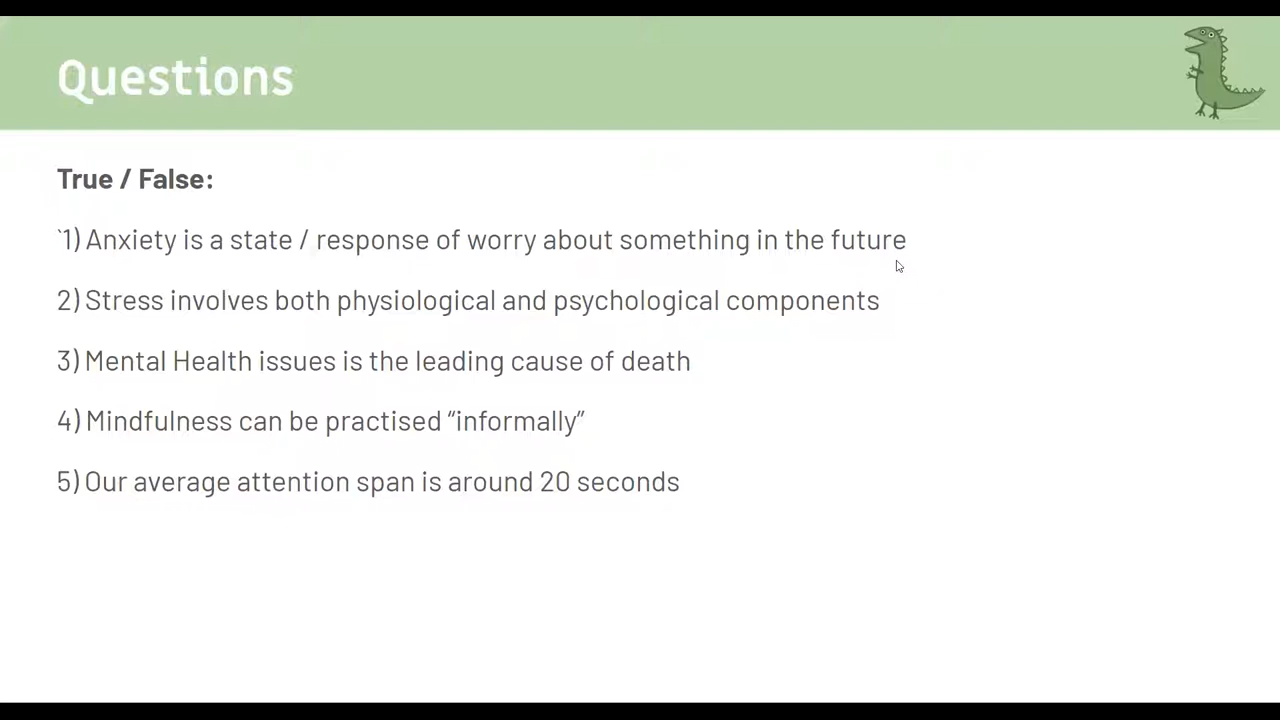 Questions
True / False:
`1) Anxiety is a state / response of worry about something in the future
2) Stress involves both physiological and psychological components
3) Mental Health issues is the leading cause of death
4) Mindfulness can be practised “informally”
5) Our average attention span is around 20 seconds